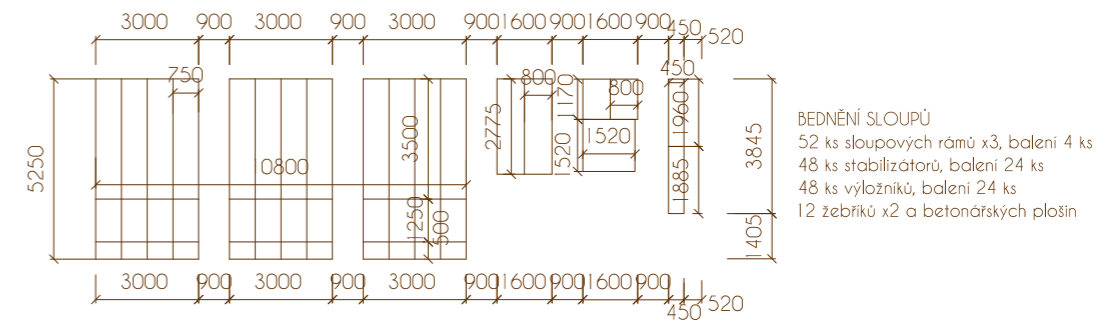 3000 900 3000 900 3000 900 1600 900 1600 900 450 520
750 800 800 450
5250 10800 3500 1250 500 2775 1170 1520 1520 1960 1885 3845 1405
BEDNĚNÍ SLOUPŮ
52 ks sloupových rámů x3, balení 4 ks
48 ks stabilizátorů, balení 24 ks
48 ks výložníků, balení 24 ks
12 žebříků x2 a betonářských plošin
3000 900 3000 900 3000 900 1600 900 1600 900 450 520